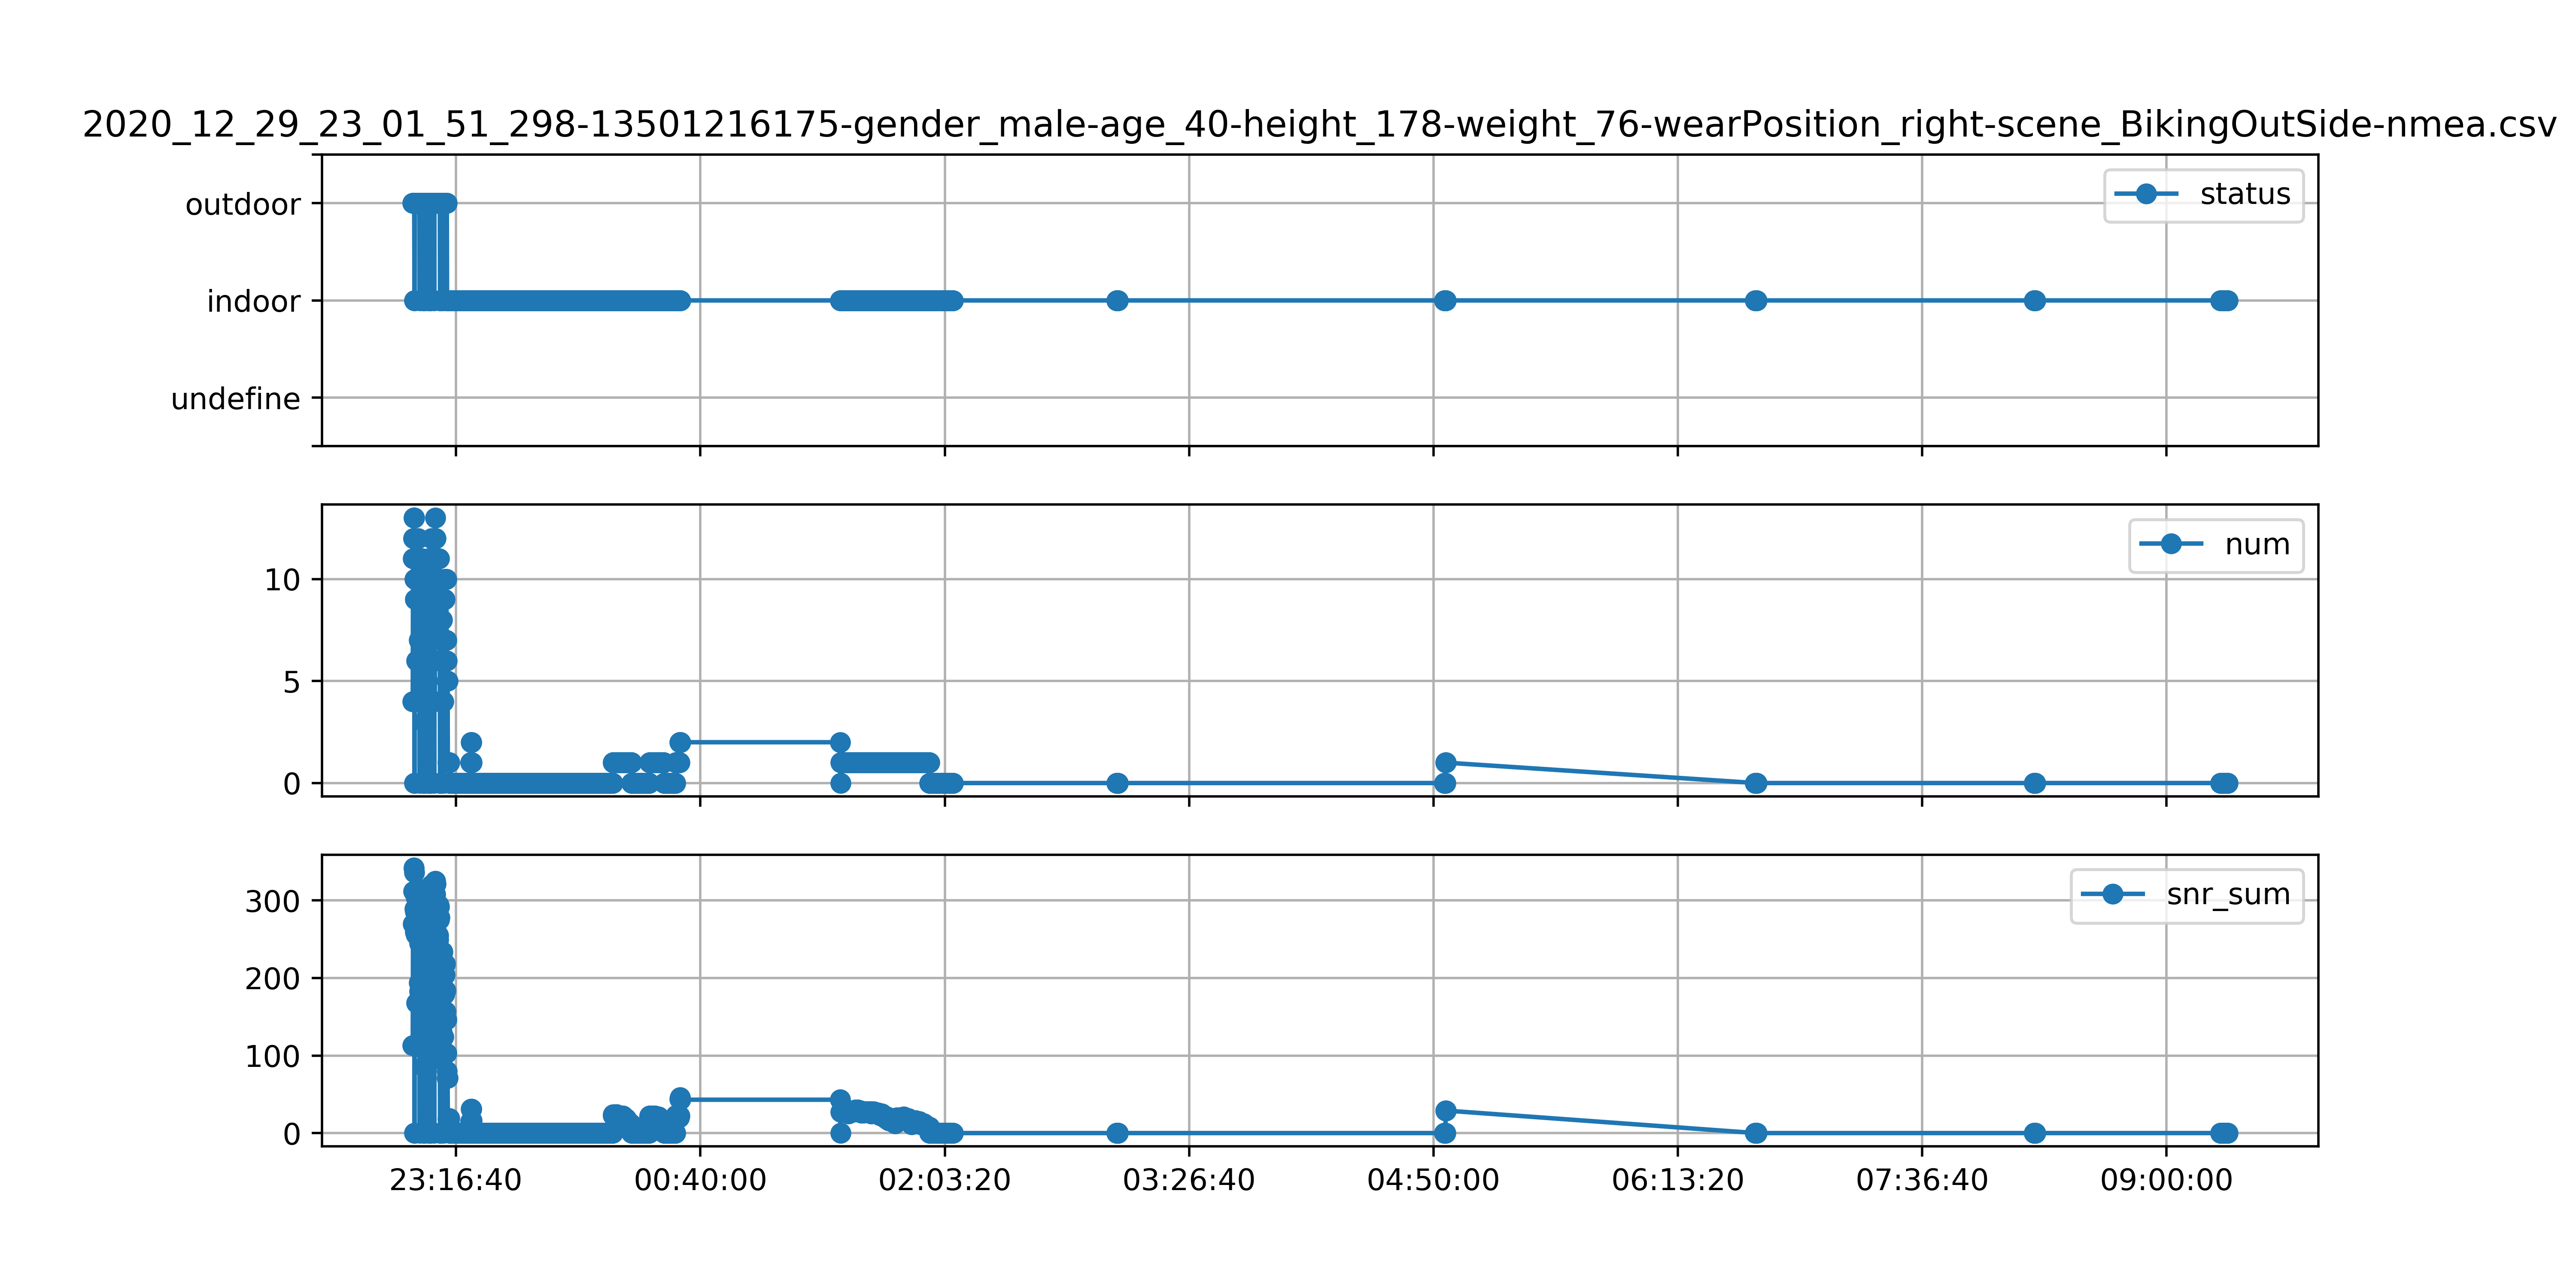 2020_12_29_23_01_51_298-13501216175-gender_male-age_40-height_178-weight_76-wearPosition_right-scene_BikingOutSide-nmea.csv
outdoor
indoor
undefine
status
10
5
0
num
300
200
100
0
snr_sum
23:16:40 00:40:00 02:03:20 03:26:40 04:50:00 06:13:20 07:36:40 09:00:00